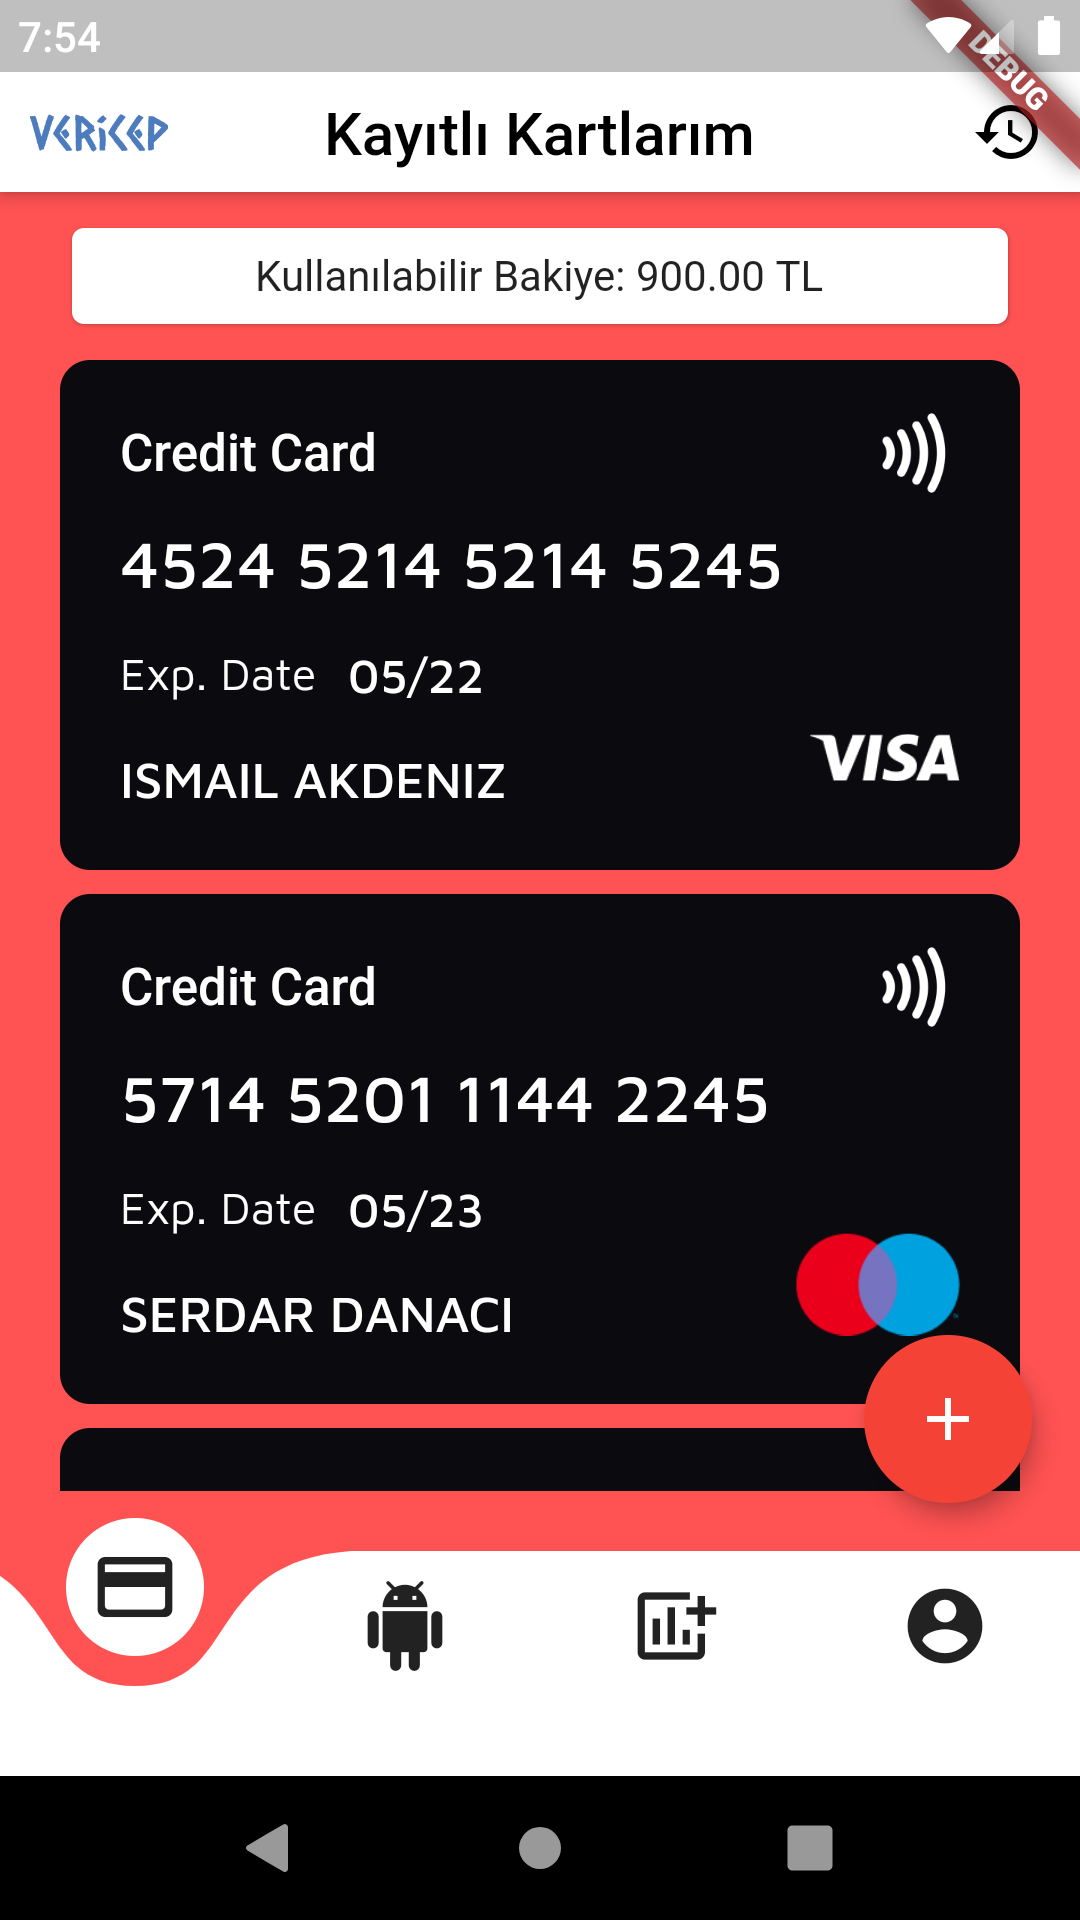 7:54
DEBUG
VERiCEP
Kayıtlı Kartlarım
Kullanılabilir Bakiye: 900.00 TL
Credit Card
4524 5214 5214 5245
Exp. Date 05/22
ISMAIL AKDENIZ
VISA
Credit Card
5714 5201 1144 2245
Exp. Date 05/23
SERDAR DANACI